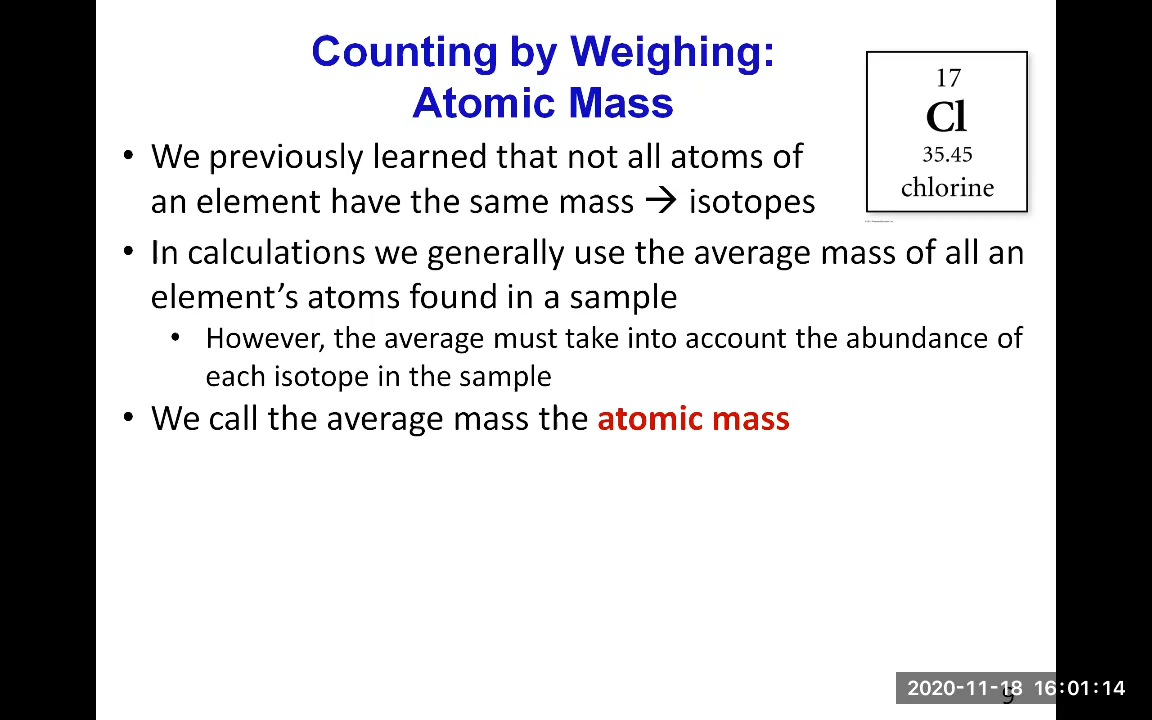 Counting by Weighing:
Atomic Mass
17
Cl
35.45
chlorine
• We previously learned that not all atoms of
an element have the same mass → isotopes
• In calculations we generally use the average mass of all an
element’s atoms found in a sample
• However, the average must take into account the abundance of
each isotope in the sample
• We call the average mass the atomic mass
2020-11-18 16:01:14
9